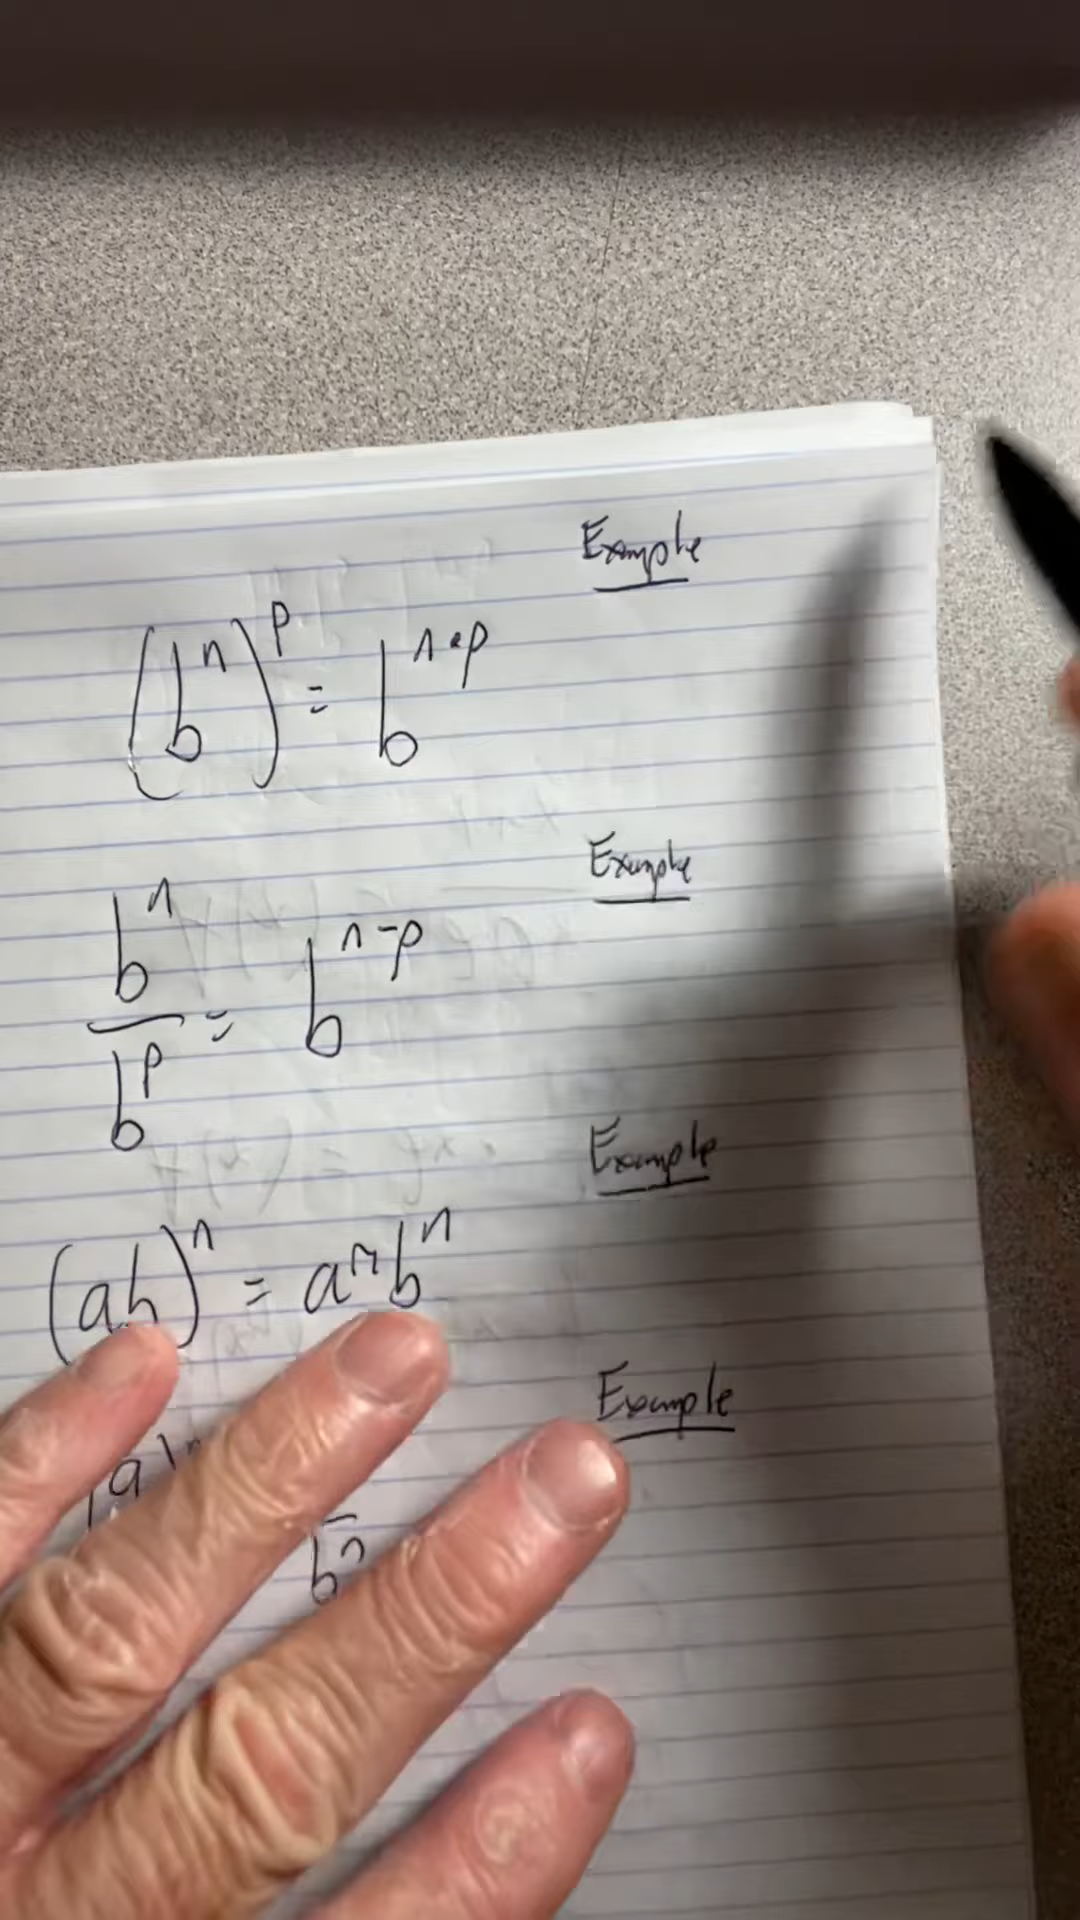 Example
(b^n)^p = b^{n•p}
Example
b^n/b^p = b^{n-p}
Example
(ab)^n = a^n b^n
Example
a
b^n